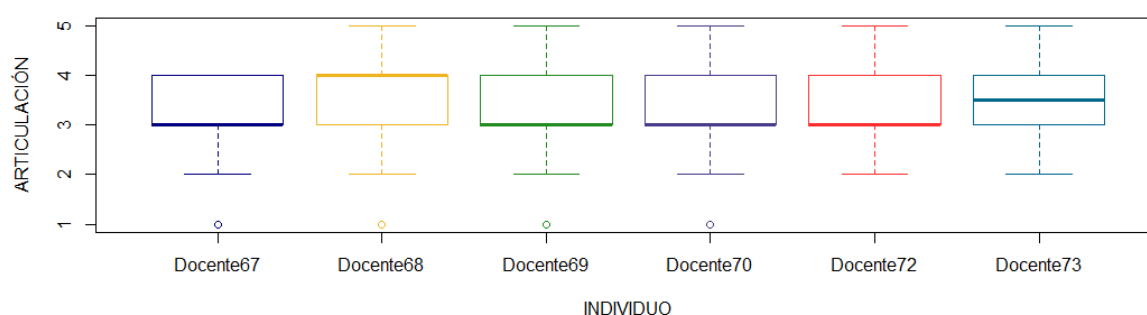 ARTICULACIÓN
5
4
3
2
1
Docente67 Docente68 Docente69 Docente70 Docente72 Docente73
INDIVIDUO